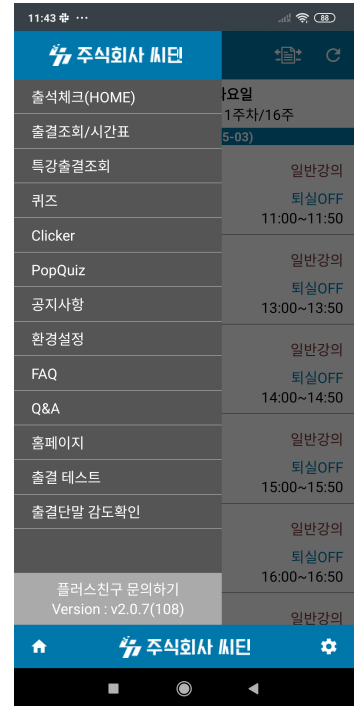 11:43
88
주식회사 씨텐
출석체크(HOME)
출결조회/시간표
특강출결조회
퀴즈
Clicker
PopQuiz
공지사항
환경설정
FAQ
Q&A
홈페이지
출결 테스트
출결단말 감도확인
플러스친구 문의하기
Version : v2.0.7(108)
요일
1주차/16주
5-03)
일반강의
퇴실OFF
11:00~11:50
일반강의
퇴실OFF
13:00~13:50
일반강의
퇴실OFF
14:00~14:50
일반강의
퇴실OFF
15:00~15:50
일반강의
퇴실OFF
16:00~16:50
일반강의
주식회사 씨텐